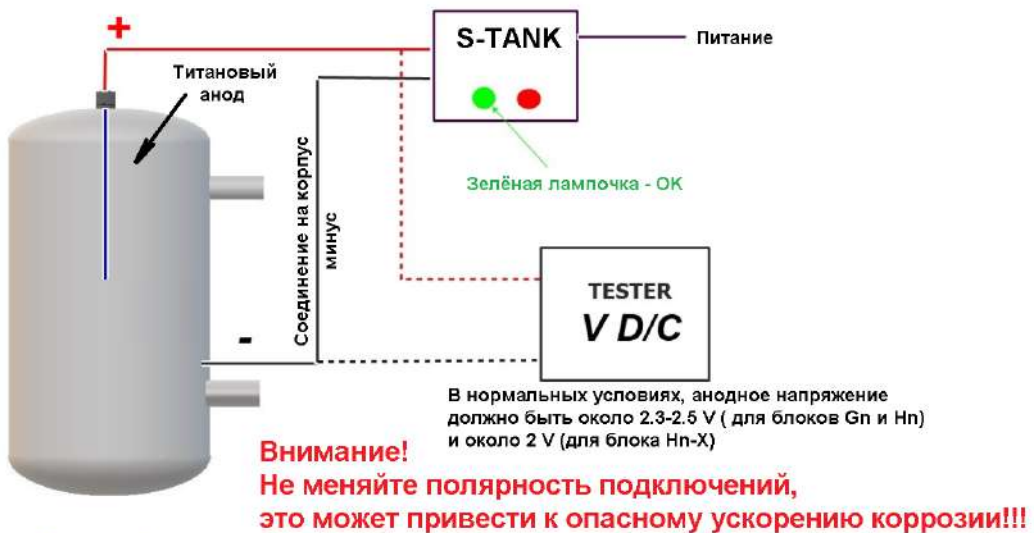 +
S-TANK
Питание
Титановый
анод
Зелёная лампочка - OK
Соединение на корпус
минус
-
TESTER
V D/C
В нормальных условиях, анодное напряжение
должно быть около 2.3-2.5 V ( для блоков Gn и Hn)
и около 2 V (для блока Hn-X)
Внимание!
Не меняйте полярность подключений,
это может привести к опасному ускорению коррозии!!!